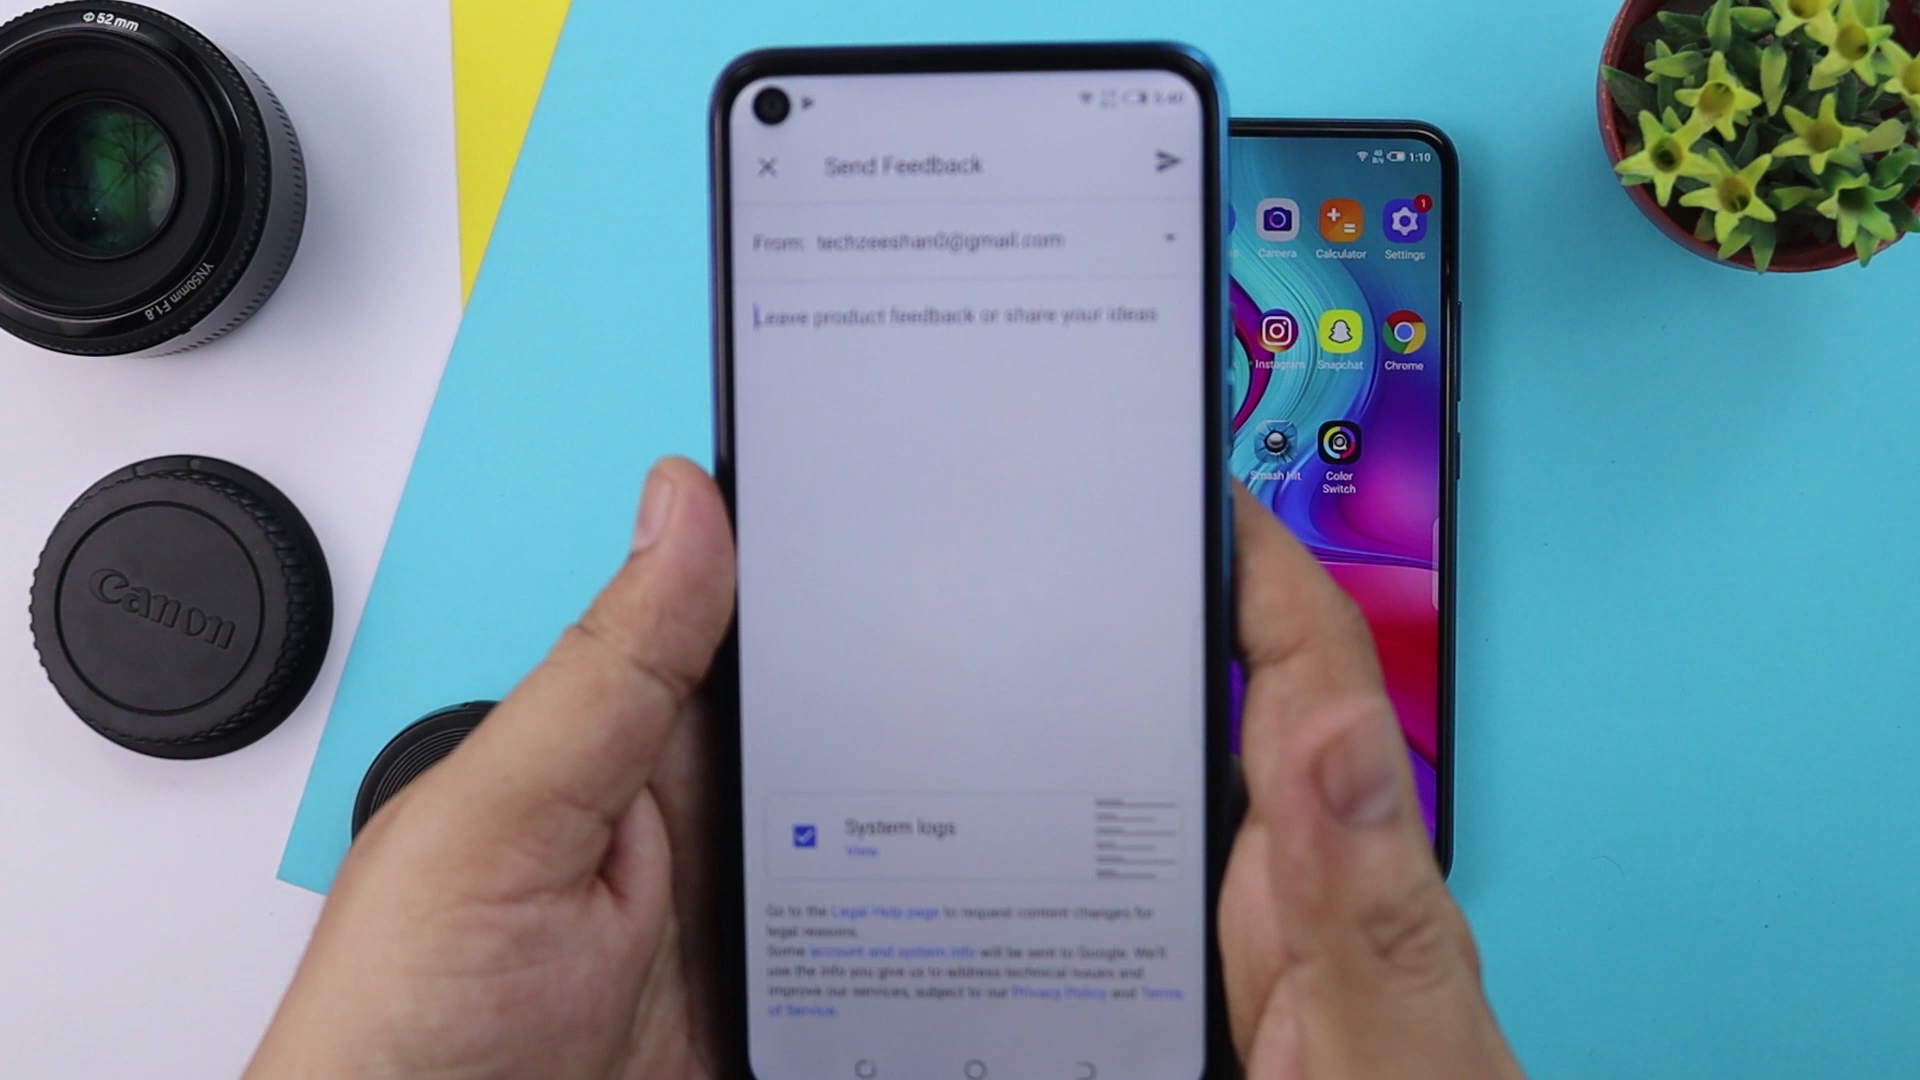 Φ52mm
YN50mm F1.8
Canon
Send Feedback
From: techzeeshan0@gmail.com
Leave product feedback or share your ideas
System logs
View
Go to the Legal Help page to request content changes for
legal reasons.
Some account and system info will be sent to Google. We'll
use the info you give us to address technical issues and
improve our services, subject to our Privacy Policy and Terms
of Service.
1:10
1
Camera
Calculator
Settings
Instagram
Snapchat
Chrome
Smash Hit
Color
Switch